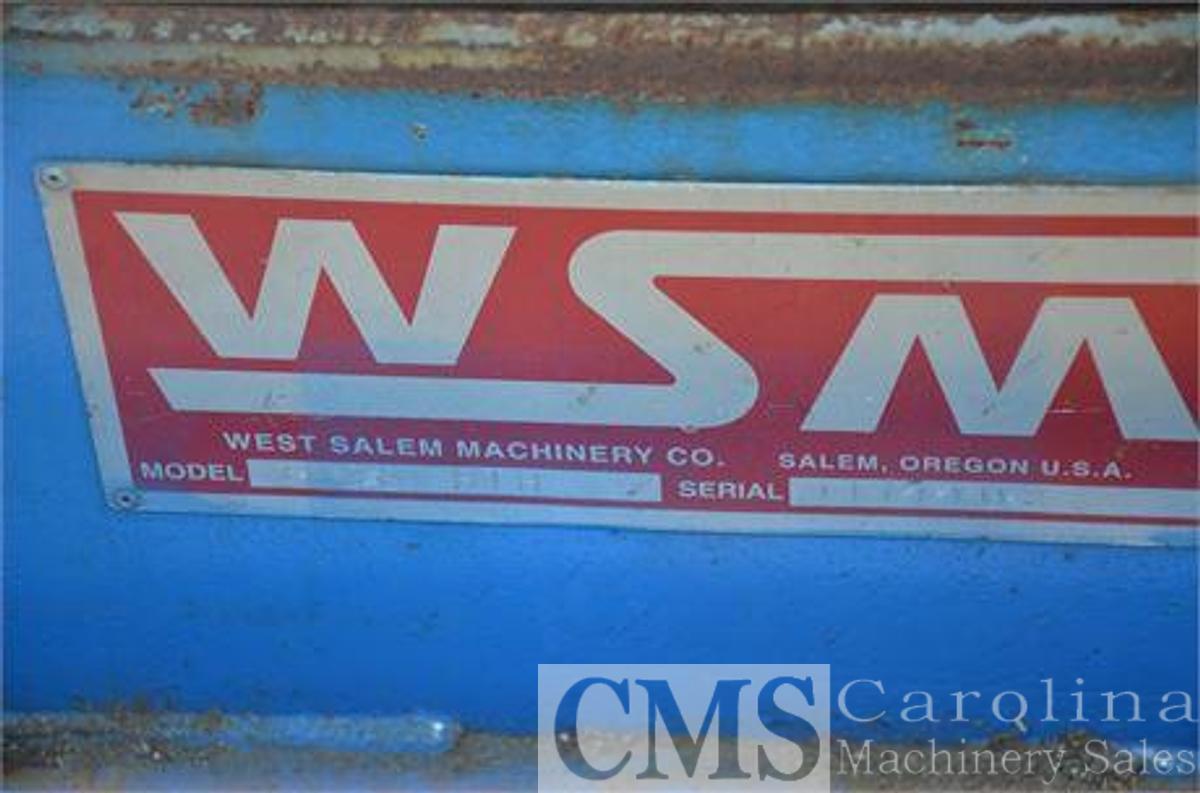 WSM
WEST SALEM MACHINERY CO. SALEM, OREGON U.S.A.
MODEL SERIAL
CMS Carolina
Machinery Sales